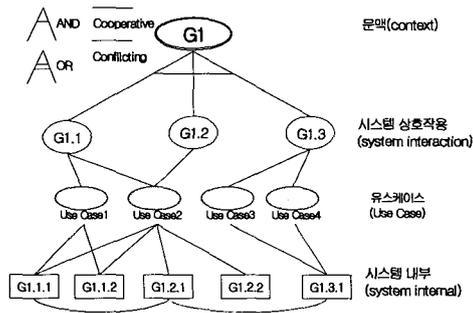 AND
Cooperative
OR
Conflicting
G1
문맥(context)
G1.1
G1.2
G1.3
시스템 상호작용
(system interaction)
Use Case1
Use Case2
Use Case3
Use Case4
유스케이스
(Use Case)
G1.1.1
G1.1.2
G1.2.1
G1.2.2
G1.3.1
시스템 내부
(system internal)